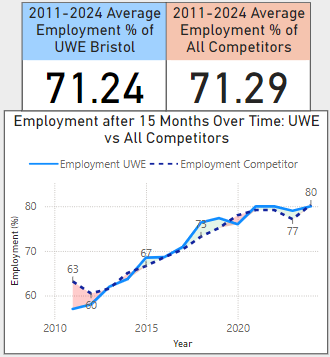 2011-2024 Average
Employment % of
UWE Bristol
71.24
2011-2024 Average
Employment % of
All Competitors
71.29
Employment after 15 Months Over Time: UWE
vs All Competitors
Employment UWE
Employment Competitor
Employment (%)
80
70
60
63
60
67
75
77
80
2010
2015
2020
Year